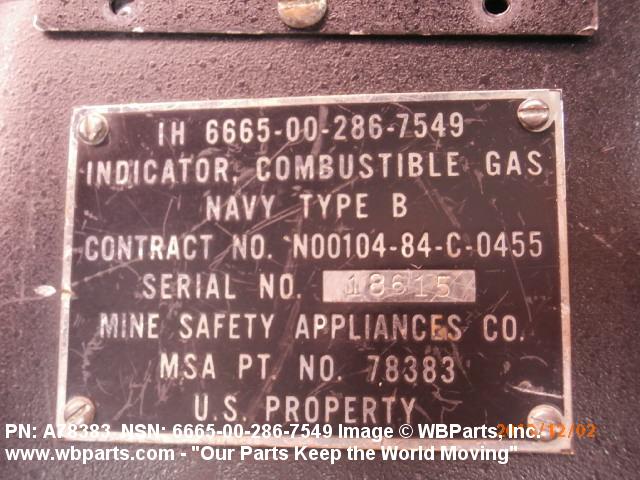 IH 6665-00-286-7549
INDICATOR, COMBUSTIBLE GAS
NAVY TYPE B
CONTRACT NO. N00104-84-C-0455
SERIAL NO. 18615
MINE SAFETY APPLIANCES CO.
MSA PT. NO. 78383
U.S. PROPERTY
PN: A78383 NSN: 6665-00-286-7549 Image © WBParts, Inc.
www.wbparts.com - "Our Parts Keep the World Moving"